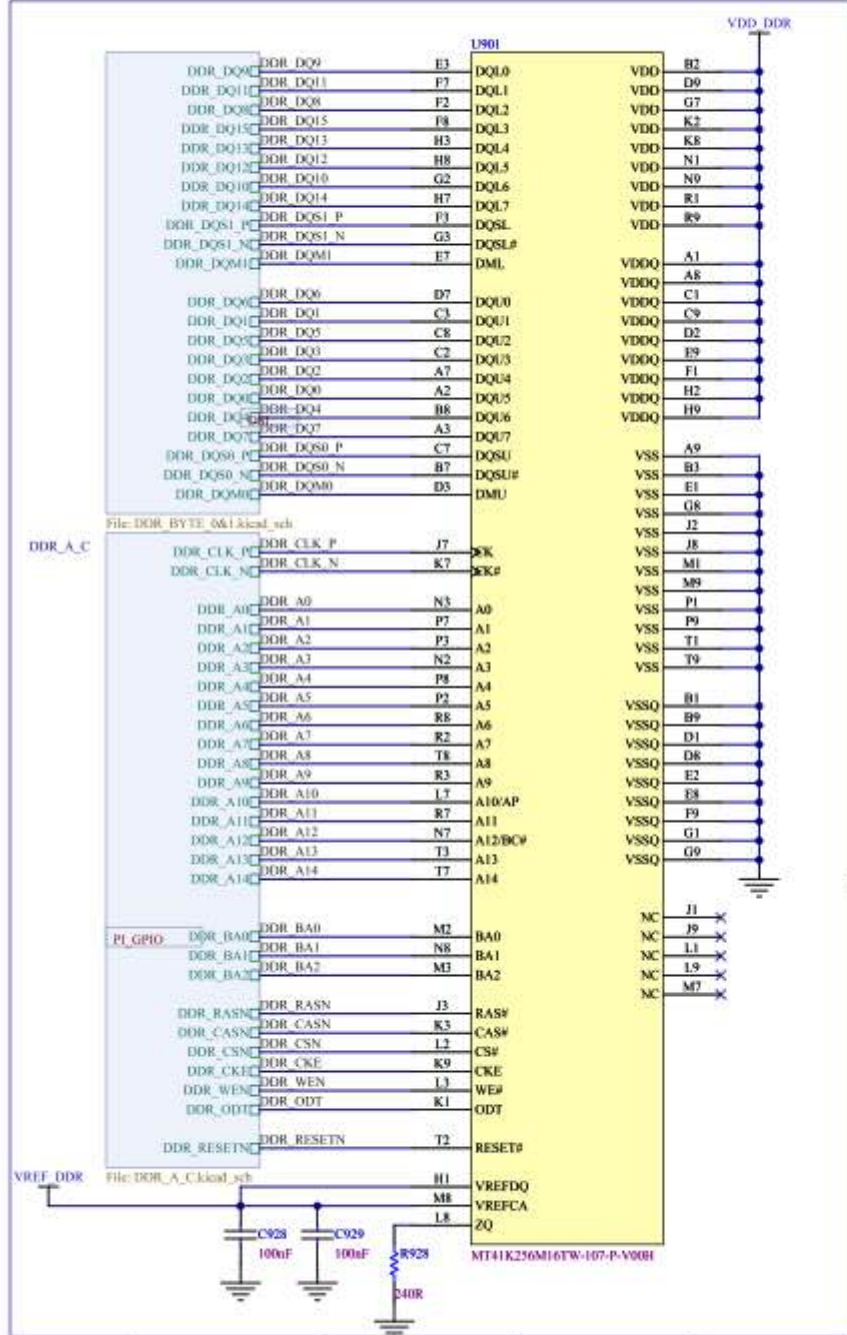 VDD_DDR
U901
DDR_DQ9 DDR_DQ9 E3 DQL0 VDD B2
DDR_DQ11 DDR_DQ11 F7 DQL1 VDD D9
DDR_DQ8 DDR_DQ8 F2 DQL2 VDD G7
DDR_DQ15 DDR_DQ15 F8 DQL3 VDD K2
DDR_DQ13 DDR_DQ13 H3 DQL4 VDD K8
DDR_DQ12 DDR_DQ12 H8 DQL5 VDD N1
DDR_DQ10 DDR_DQ10 G2 DQL6 VDD N9
DDR_DQ14 DDR_DQ14 H7 DQL7 VDD R1
DDR_DQS1_P DDR_DQS1_P F3 DQSL VDD R9
DDR_DQS1_N DDR_DQS1_N G3 DQSL#
DDR_DQM1 DDR_DQM1 E7 DML VDDQ A1
VDDQ A8
DDR_DQ6 DDR_DQ6 D7 DQU0 VDDQ C1
DDR_DQ1 DDR_DQ1 C3 DQU1 VDDQ C9
DDR_DQ5 DDR_DQ5 C8 DQU2 VDDQ D2
DDR_DQ3 DDR_DQ3 C2 DQU3 VDDQ E9
DDR_DQ2 DDR_DQ2 A7 DQU4 VDDQ F1
DDR_DQ0 DDR_DQ0 A2 DQU5 VDDQ H2
DDR_DQ4 DDR_DQ4 B8 DQU6 VDDQ H9
DDR_DQ7 DDR_DQ7 A3 DQU7
DDR_DQS0_P DDR_DQS0_P C7 DQSU VSS A9
DDR_DQS0_N DDR_DQS0_N B7 DQSU# VSS B3
DDR_DQM0 DDR_DQM0 D3 DMU VSS E1
VSS G8
File: DDR_BYTE_0&1.kicad_sch VSS J2
DDR_A_C DDR_CLK_P DDR_CLK_P J7 CK VSS J8
DDR_CLK_N DDR_CLK_N K7 CK# VSS M1
VSS M9
DDR_A0 DDR_A0 N3 A0 VSS P1
DDR_A1 DDR_A1 P7 A1 VSS P9
DDR_A2 DDR_A2 P3 A2 VSS T1
DDR_A3 DDR_A3 N2 A3 VSS T9
DDR_A4 DDR_A4 P8 A4
DDR_A5 DDR_A5 P2 A5 VSSQ B1
DDR_A6 DDR_A6 R8 A6 VSSQ B9
DDR_A7 DDR_A7 R2 A7 VSSQ D1
DDR_A8 DDR_A8 T8 A8 VSSQ D8
DDR_A9 DDR_A9 R3 A9 VSSQ E2
DDR_A10 DDR_A10 L7 A10/AP VSSQ E8
DDR_A11 DDR_A11 R7 A11 VSSQ F9
DDR_A12 DDR_A12 N7 A12/BC# VSSQ G1
DDR_A13 DDR_A13 T3 A13 VSSQ G9
DDR_A14 DDR_A14 T7 A14
NC J1
PI_GPIO DDR_BA0 DDR_BA0 M2 BA0 NC J9
DDR_BA1 DDR_BA1 N8 BA1 NC L1
DDR_BA2 DDR_BA2 M3 BA2 NC L9
NC M7
DDR_RASN DDR_RASN J3 RAS#
DDR_CASN DDR_CASN K3 CAS#
DDR_CSN DDR_CSN L2 CS#
DDR_CKE DDR_CKE K9 CKE
DDR_WEN DDR_WEN L3 WE#
DDR_ODT DDR_ODT K1 ODT
DDR_RESETN DDR_RESETN T2 RESET#
VREF_DDR File: DDR_A_C.kicad_sch H1 VREFDQ
M8 VREFCA
L8 ZQ
C928 C929 R928
100nF 100nF MT41K256M16TW-107-P-V00H
240R